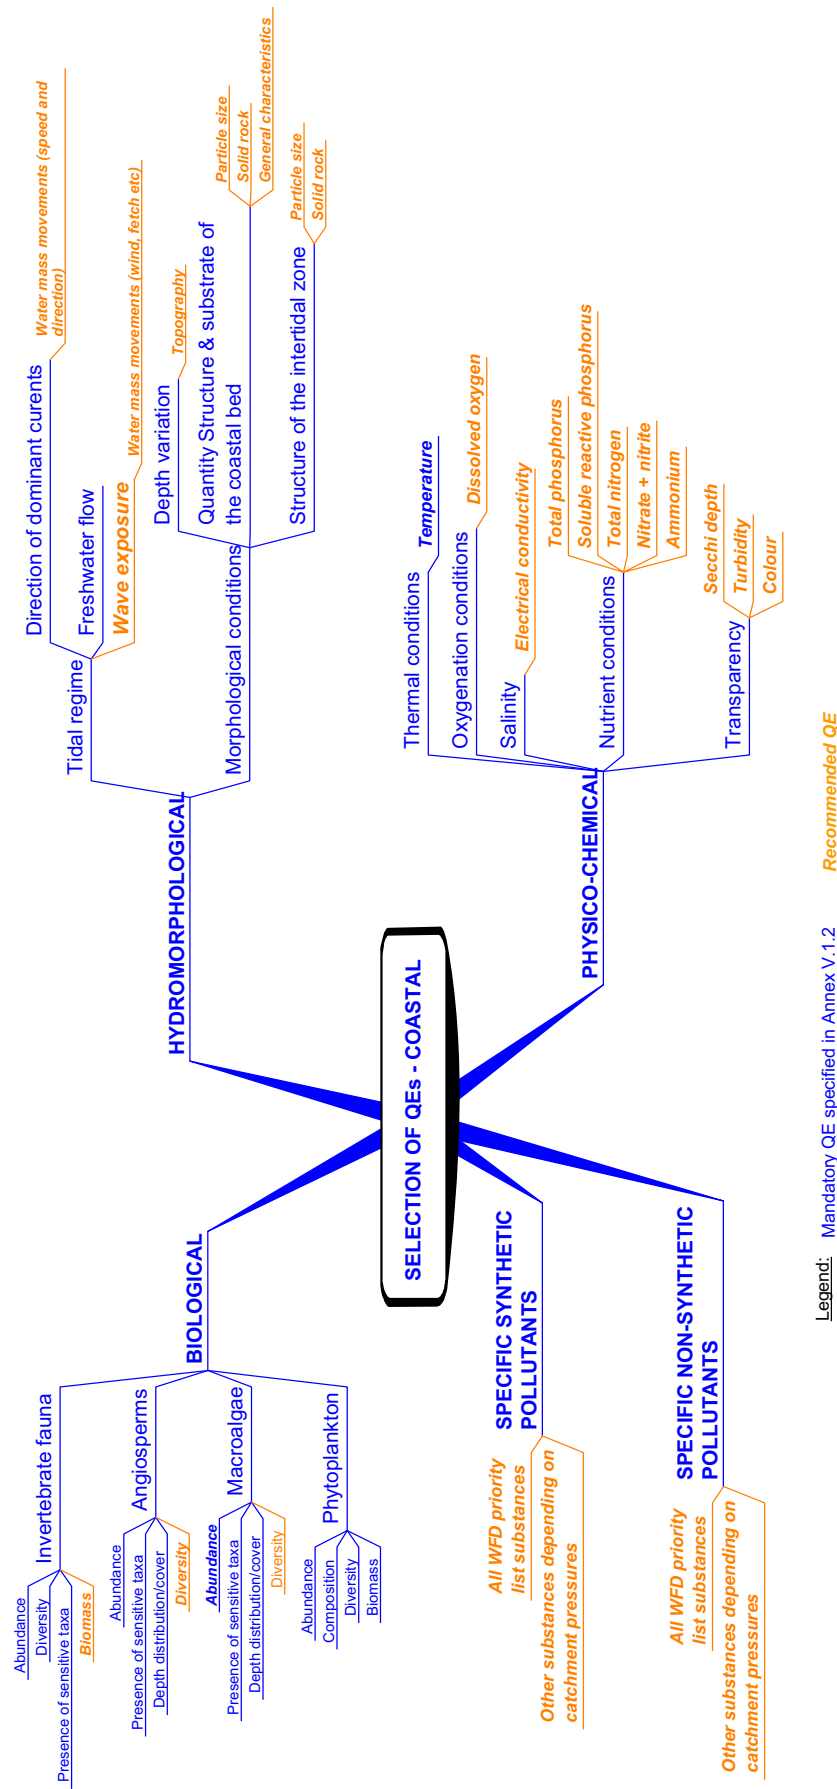 Abundance
Diversity
Presence of sensitive taxa
Biomass
Invertebrate fauna
Abundance
Presence of sensitive taxa
Depth distribution/cover
Diversity
Angiosperms
Abundance
Presence of sensitive taxa
Depth distribution/cover
Diversity
Macroalgae
Abundance
Composition
Diversity
Biomass
Phytoplankton
BIOLOGICAL
HYDROMORPHOLOGICAL
Tidal regime
Direction of dominant curents
Water mass movements (speed and
direction)
Freshwater flow
Wave exposure
Water mass movements (wind, fetch etc)
Morphological conditions
Depth variation
Topography
Quantity Structure & substrate of
the coastal bed
Particle size
Solid rock
General characteristics
Structure of the intertidal zone
Particle size
Solid rock
SELECTION OF QEs - COASTAL
All WFD priority
list substances
Other substances depending on
catchment pressures
SPECIFIC SYNTHETIC
POLLUTANTS
All WFD priority
list substances
Other substances depending on
catchment pressures
SPECIFIC NON-SYNTHETIC
POLLUTANTS
PHYSICO-CHEMICAL
Thermal conditions
Temperature
Oxygenation conditions
Dissolved oxygen
Salinity
Electrical conductivity
Nutrient conditions
Total phosphorus
Soluble reactive phosphorus
Total nitrogen
Nitrate + nitrite
Ammonium
Transparency
Secchi depth
Turbidity
Colour
Legend: Mandatory QE specified in Annex V.1.2 Recommended QE